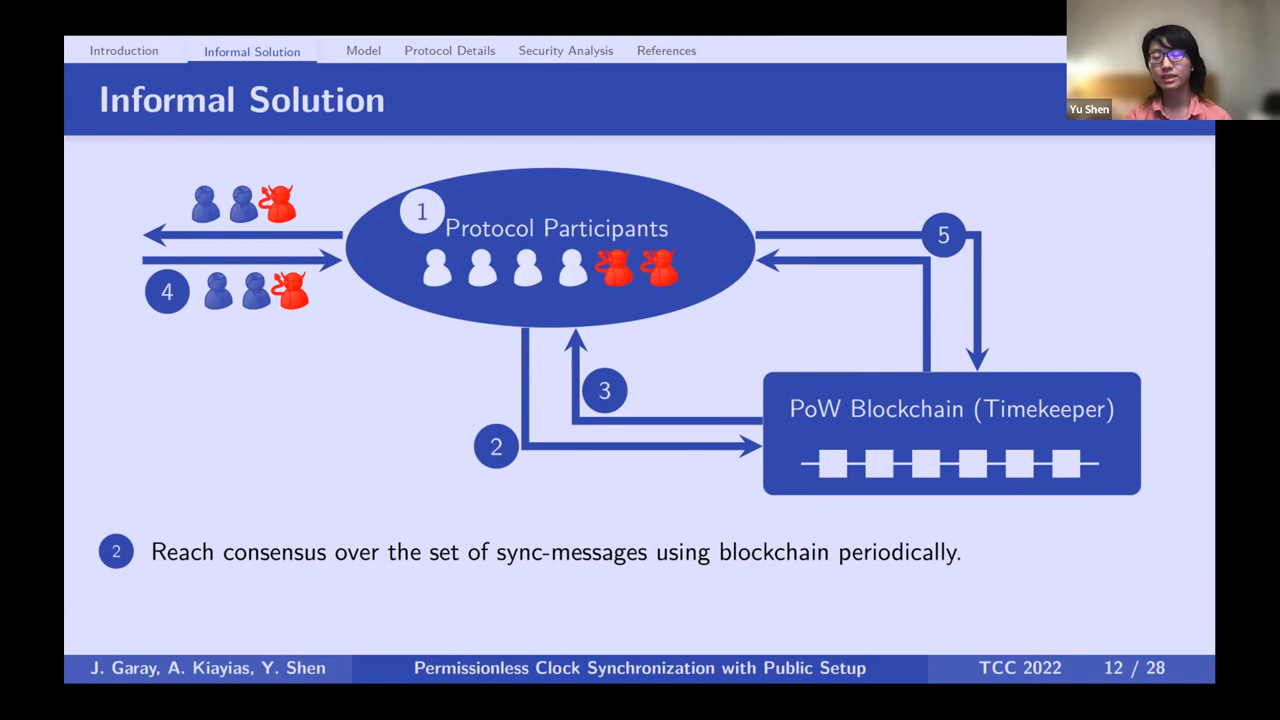 Introduction Informal Solution Model Protocol Details Security Analysis References
Informal Solution
Yu Shen
1
Protocol Participants
5
4
3
2
PoW Blockchain (Timekeeper)
2 Reach consensus over the set of sync-messages using blockchain periodically.
J. Garay, A. Kiayias, Y. Shen Permissionless Clock Synchronization with Public Setup TCC 2022 12 / 28